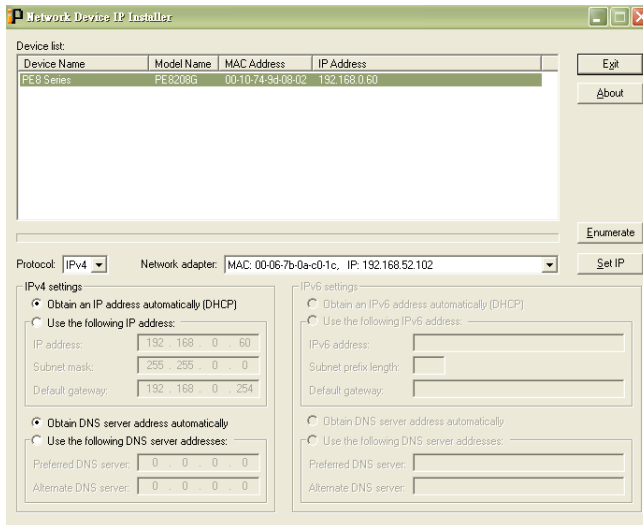 Network Device IP Installer
Device list:
Device Name Model Name MAC Address IP Address
PE8 Series PE8208G 00-10-74-9d-08-02 192.168.0.60
Exit
About
Enumerate
Protocol: IPv4 Network adapter: MAC: 00-06-7b-0a-c0-1c, IP: 192.168.52.102
Set IP
IPv4 settings
Obtain an IP address automatically (DHCP)
Use the following IP address:
IP address: 192 . 168 . 0 . 60
Subnet mask: 255 . 255 . 0 . 0
Default gateway: 192 . 168 . 0 . 254
Obtain DNS server address automatically
Use the following DNS server addresses:
Preferred DNS server: 0 . 0 . 0 . 0
Alternate DNS server: 0 . 0 . 0 . 0
IPv6 settings
Obtain an IPv6 address automatically (DHCP)
Use the following IPv6 address:
IPv6 address:
Subnet prefix length:
Default gateway:
Obtain DNS server address automatically
Use the following DNS server addresses:
Preferred DNS server:
Alternate DNS server: